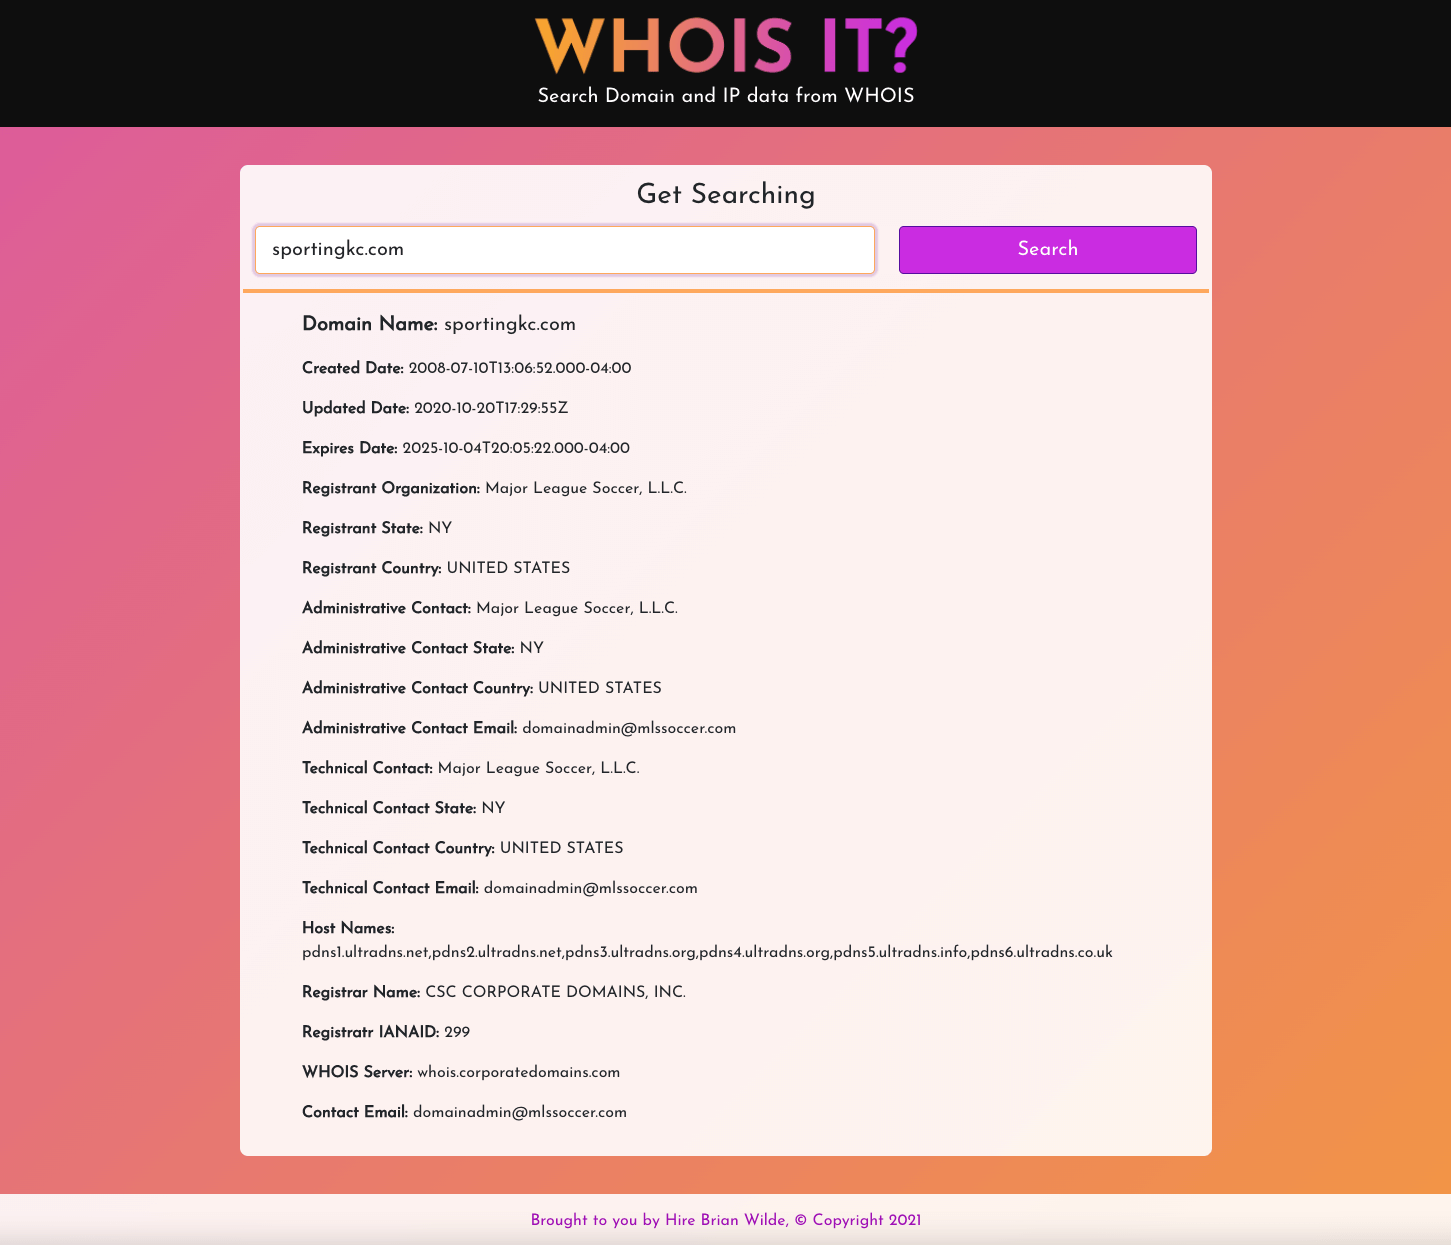 WHOIS IT?
Search Domain and IP data from WHOIS
Get Searching
sportingkc.com
Search
Domain Name: sportingkc.com
Created Date: 2008-07-10T13:06:52.000-04:00
Updated Date: 2020-10-20T17:29:55Z
Expires Date: 2025-10-04T20:05:22.000-04:00
Registrant Organization: Major League Soccer, L.L.C.
Registrant State: NY
Registrant Country: UNITED STATES
Administrative Contact: Major League Soccer, L.L.C.
Administrative Contact State: NY
Administrative Contact Country: UNITED STATES
Administrative Contact Email: domainadmin@mlssoccer.com
Technical Contact: Major League Soccer, L.L.C.
Technical Contact State: NY
Technical Contact Country: UNITED STATES
Technical Contact Email: domainadmin@mlssoccer.com
Host Names:
pdns1.ultradns.net,pdns2.ultradns.net,pdns3.ultradns.org,pdns4.ultradns.org,pdns5.ultradns.info,pdns6.ultradns.co.uk
Registrar Name: CSC CORPORATE DOMAINS, INC.
Registratr IANAID: 299
WHOIS Server: whois.corporatedomains.com
Contact Email: domainadmin@mlssoccer.com
Brought to you by Hire Brian Wilde, © Copyright 2021